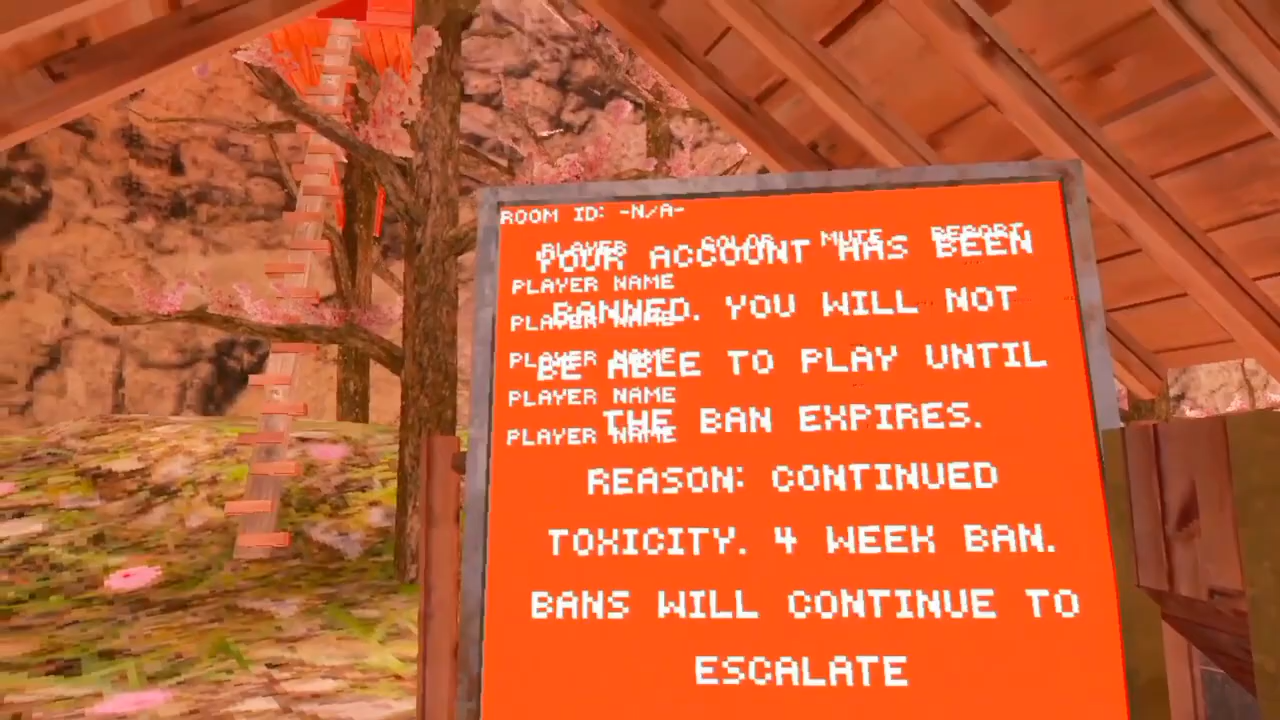 ROOM ID: -N/A-
PLAYER COLOR MUTE REPORT
YOUR ACCOUNT HAS BEEN
PLAYER NAME
BANNED. YOU WILL NOT
PLAYER NAME
PLAYER NAME
BE ABLE TO PLAY UNTIL
PLAYER NAME
THE BAN EXPIRES.
PLAYER NAME
REASON: CONTINUED
TOXICITY. 4 WEEK BAN.
BANS WILL CONTINUE TO
ESCALATE